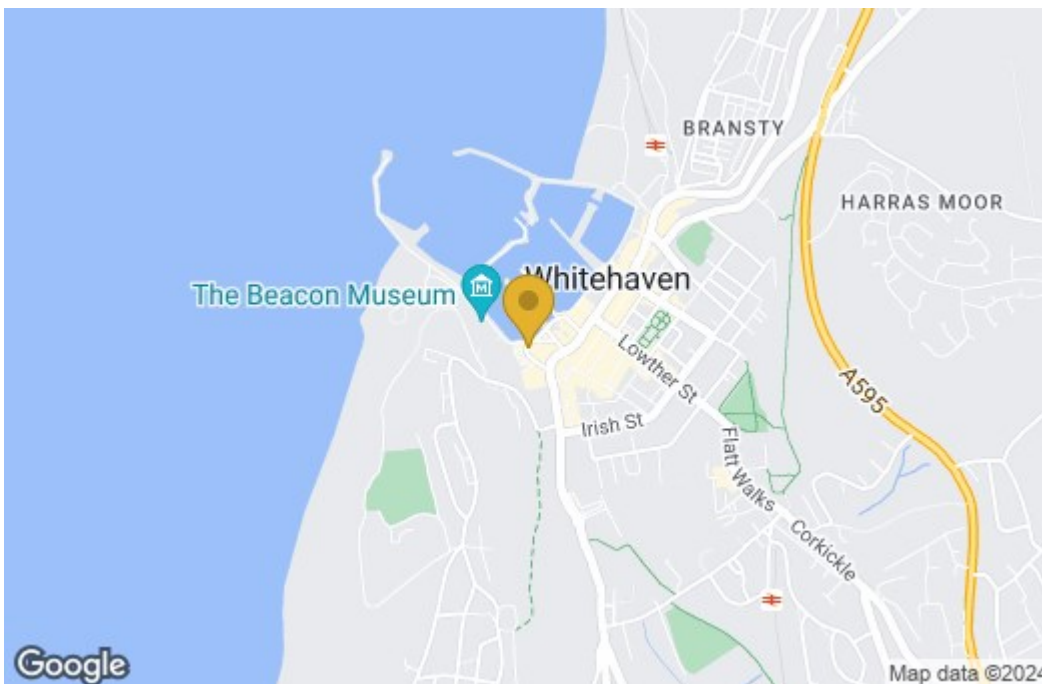 BRANSTY
HARRAS MOOR
Whitehaven
The Beacon Museum
M
Lowther St
A595
Irish St
Flatt Walks
Corkickle
Google
Map data ©2024